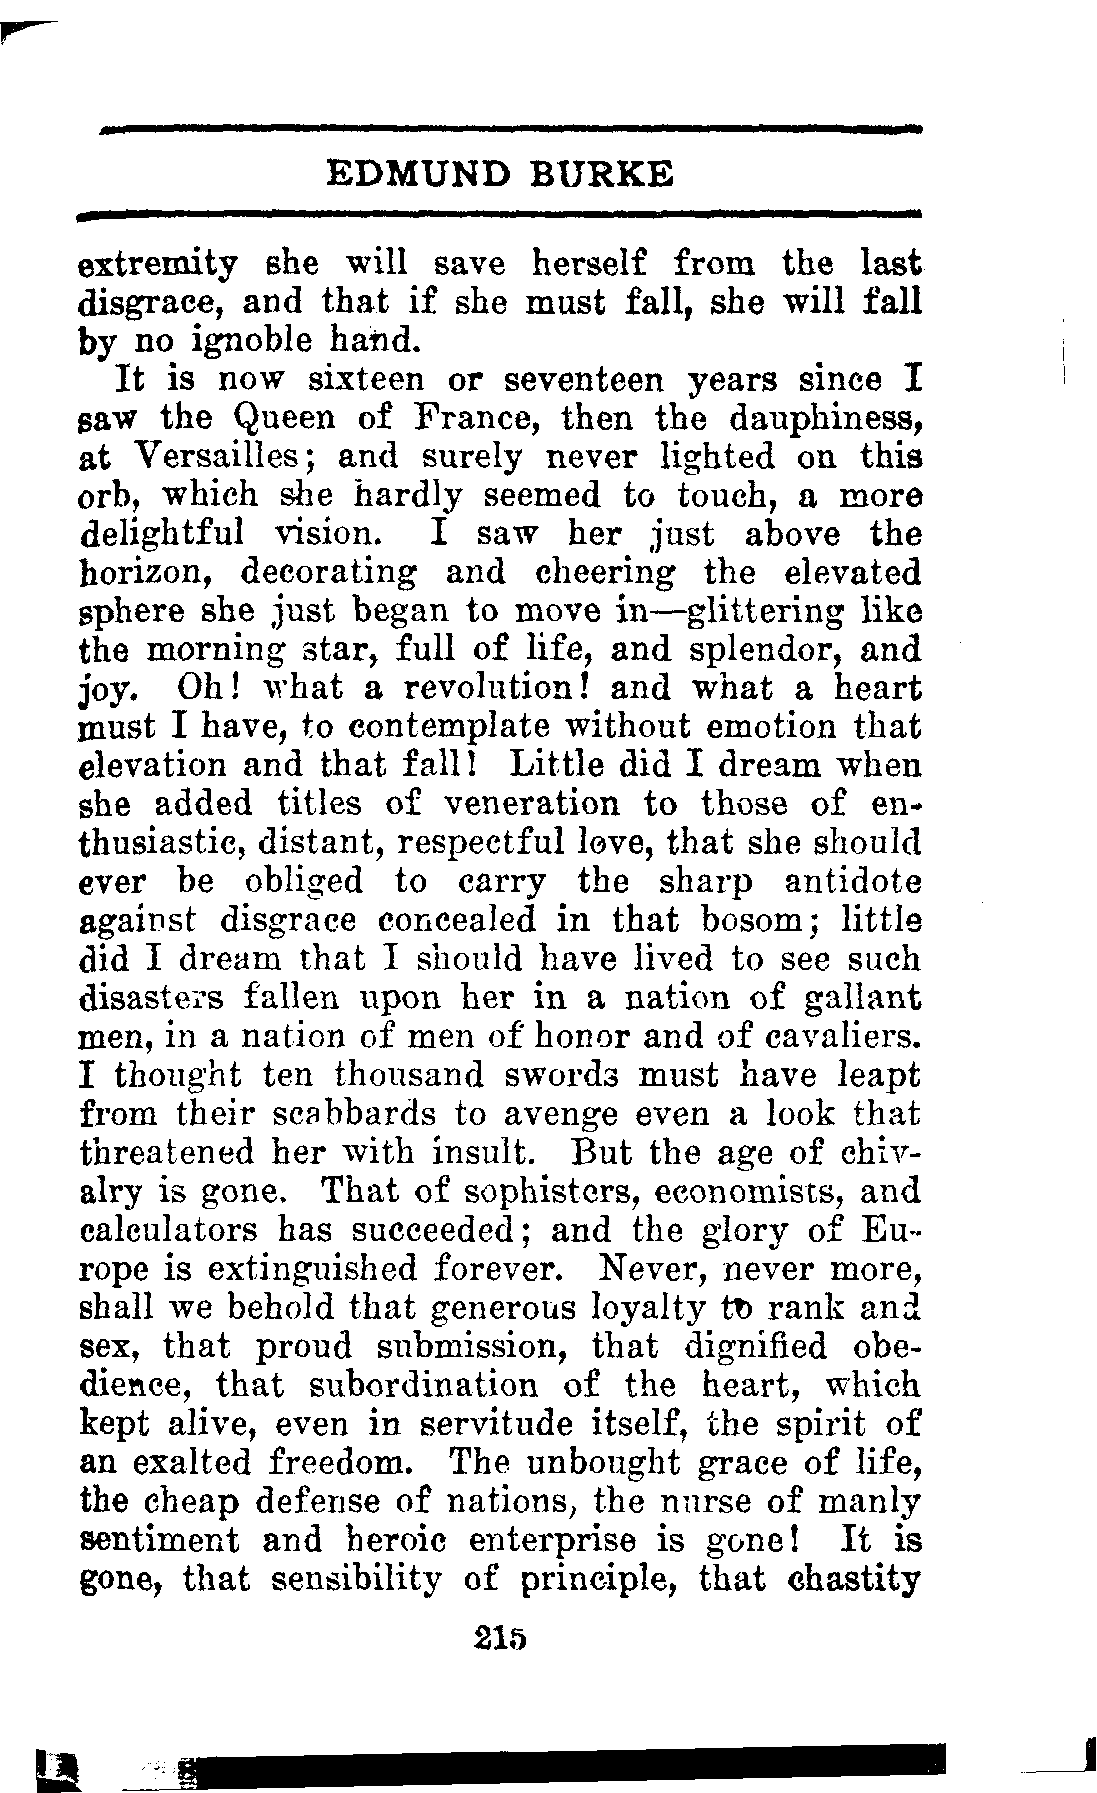 EDMUND BURKE
extremity she will save herself from the last
disgrace, and that if she must fall, she will fall
by no ignoble hand.
It is now sixteen or seventeen years since I
saw the Queen of France, then the dauphiness,
at Versailles; and surely never lighted on this
orb, which she hardly seemed to touch, a more
delightful vision. I saw her just above the
horizon, decorating and cheering the elevated
sphere she just began to move in—glittering like
the morning star, full of life, and splendor, and
joy. Oh! what a revolution! and what a heart
must I have, to contemplate without emotion that
elevation and that fall! Little did I dream when
she added titles of veneration to those of en-
thusiastic, distant, respectful love, that she should
ever be obliged to carry the sharp antidote
against disgrace concealed in that bosom; little
did I dream that I should have lived to see such
disasters fallen upon her in a nation of gallant
men, in a nation of men of honor and of cavaliers.
I thought ten thousand swords must have leapt
from their scabbards to avenge even a look that
threatened her with insult. But the age of chiv-
alry is gone. That of sophisters, economists, and
calculators has succeeded; and the glory of Eu-
rope is extinguished forever. Never, never more,
shall we behold that generous loyalty to rank and
sex, that proud submission, that dignified obe-
dience, that subordination of the heart, which
kept alive, even in servitude itself, the spirit of
an exalted freedom. The unbought grace of life,
the cheap defense of nations, the nurse of manly
sentiment and heroic enterprise is gone! It is
gone, that sensibility of principle, that chastity
215